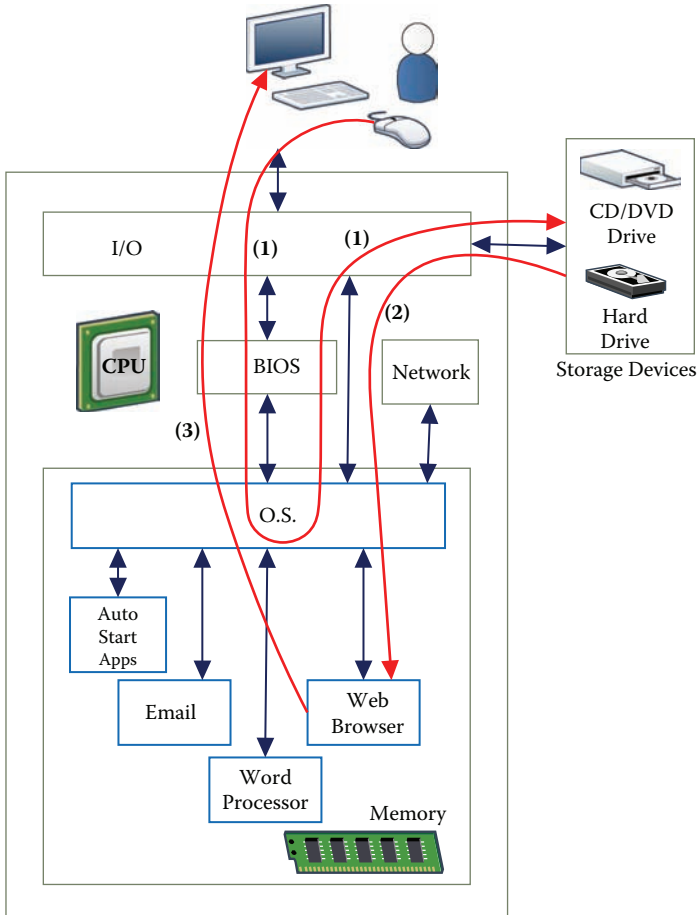 CD/DVD
Drive
I/O
(1)
(1)
(2)
Hard
Drive
Storage Devices
CPU
BIOS
Network
(3)
O.S.
Auto
Start
Apps
Email
Web
Browser
Word
Processor
Memory